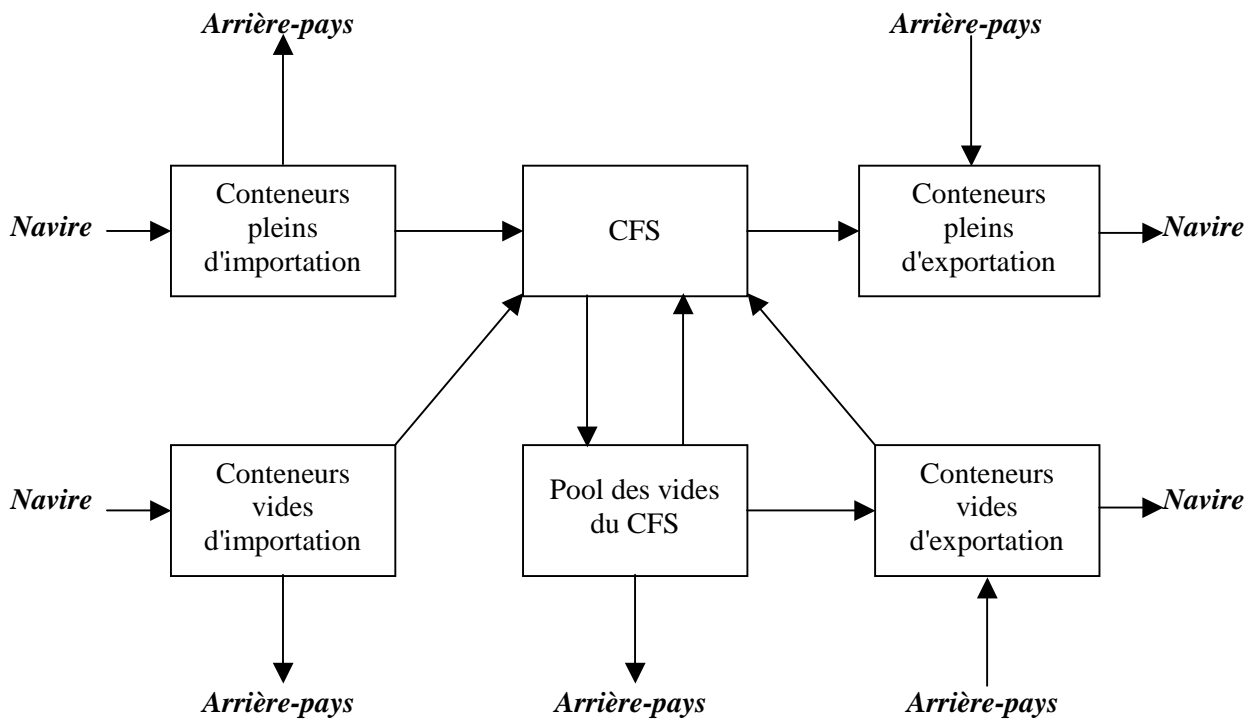 Arrière-pays
Arrière-pays
Navire
Conteneurs
pleins
d'importation
CFS
Conteneurs
pleins
d'exportation
Navire
Navire
Conteneurs
vides
d'importation
Pool des vides
du CFS
Conteneurs
vides
d'exportation
Navire
Arrière-pays
Arrière-pays
Arrière-pays